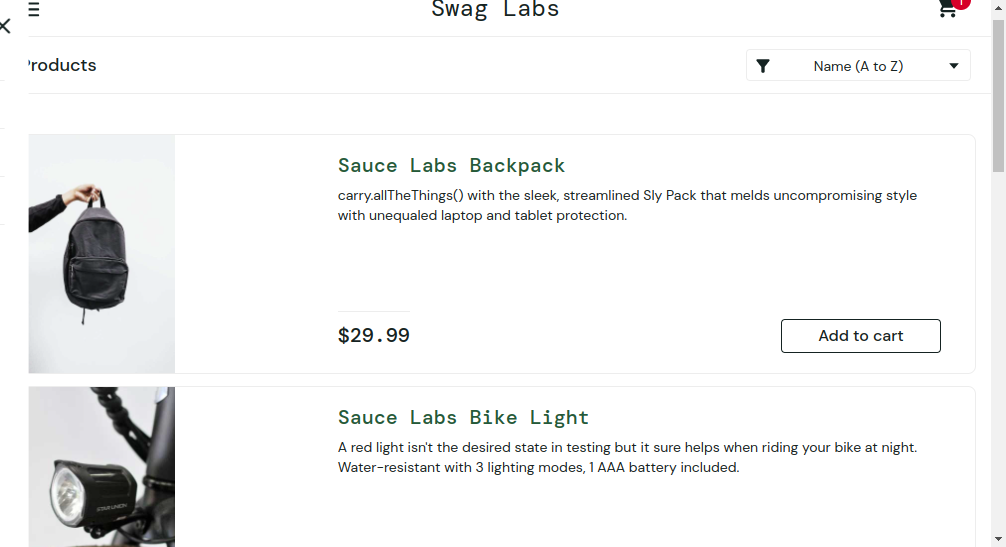 Swag Labs
1
Products
Name (A to Z)
Sauce Labs Backpack
carry.allTheThings() with the sleek, streamlined Sly Pack that melds uncompromising style
with unequaled laptop and tablet protection.
$29.99
Add to cart
Sauce Labs Bike Light
A red light isn't the desired state in testing but it sure helps when riding your bike at night.
Water-resistant with 3 lighting modes, 1 AAA battery included.